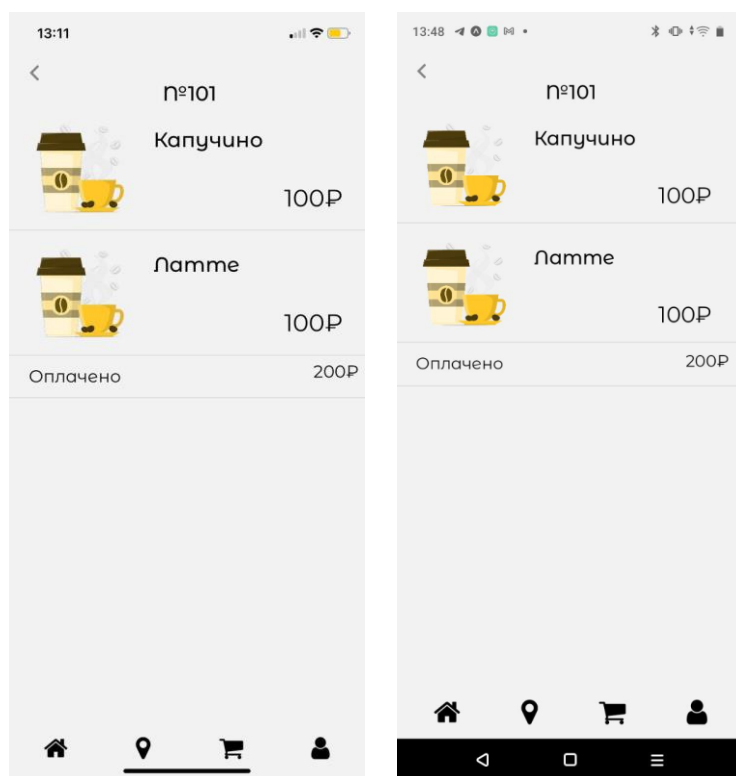 13:11
№101
Капучино
100₽
Латте
100₽
Оплачено 200₽
13:48
№101
Капучино
100₽
Латте
100₽
Оплачено 200₽